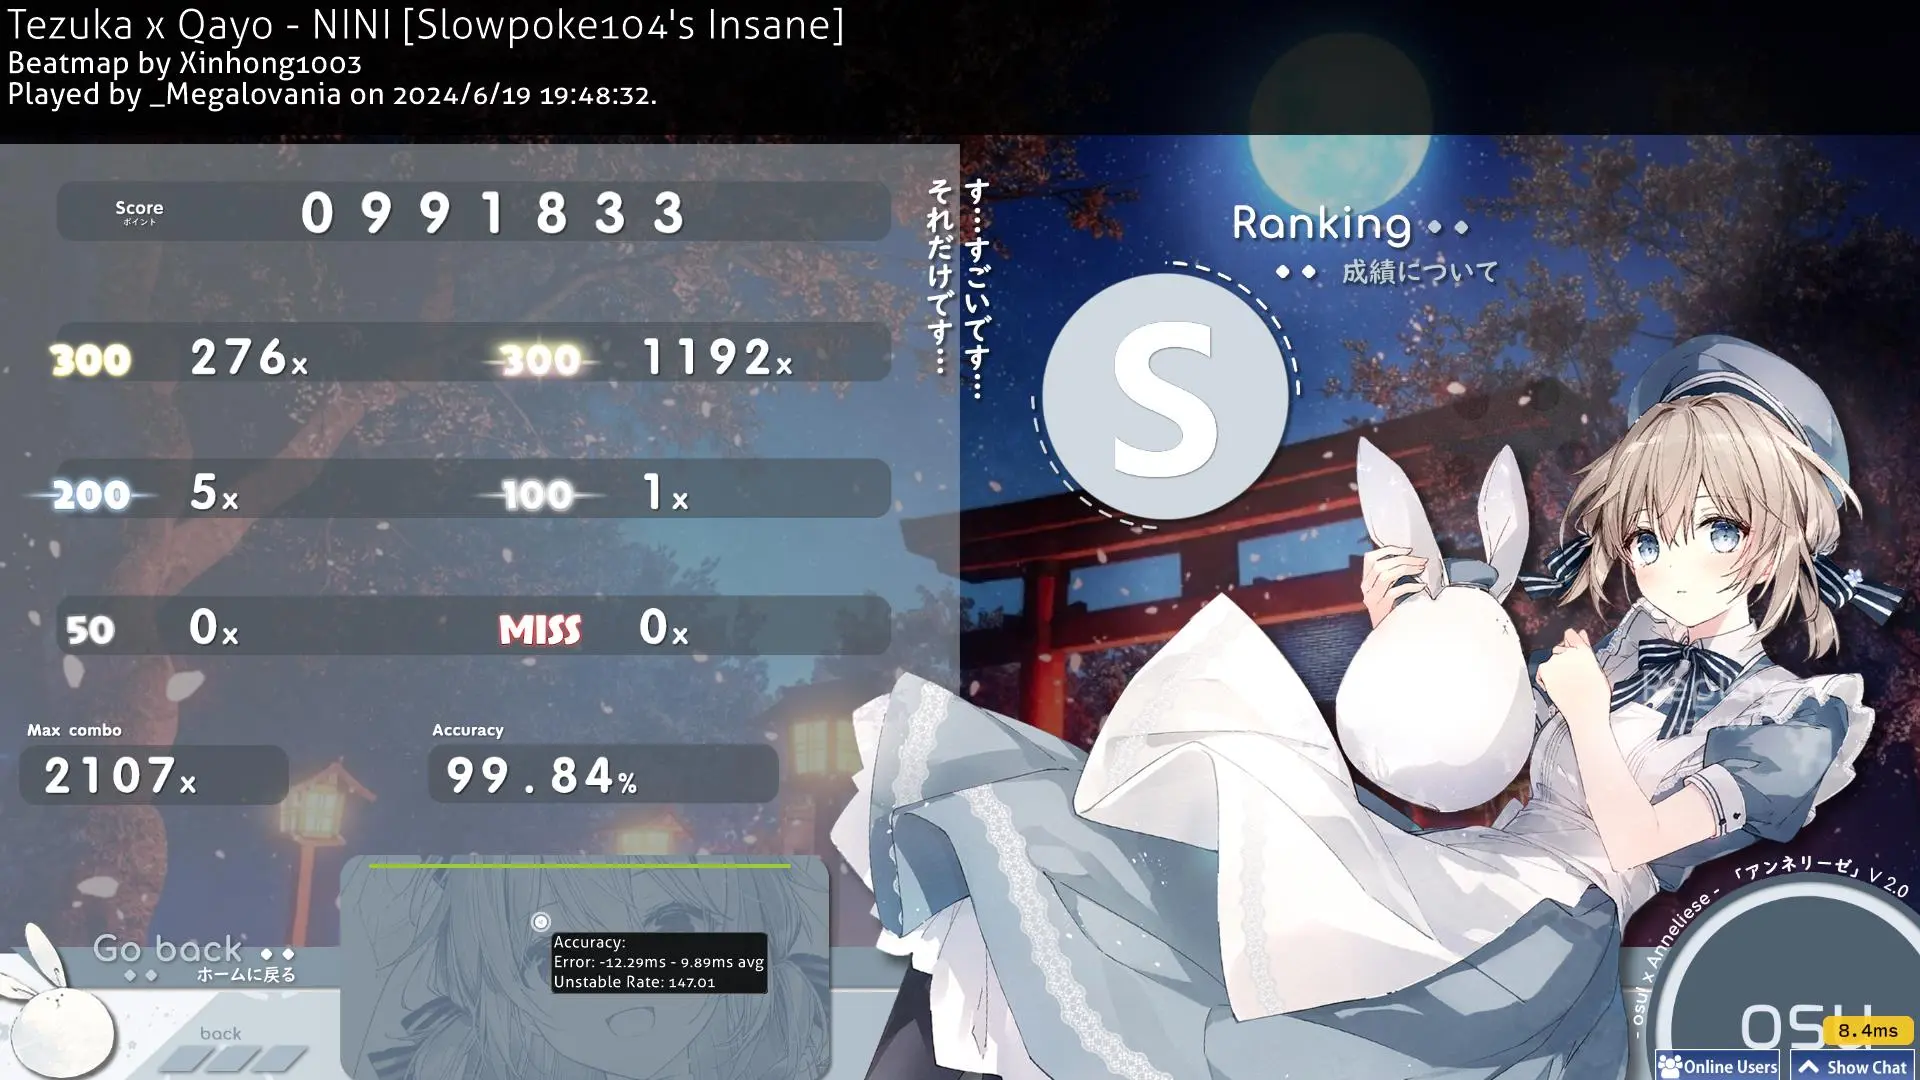 Tezuka x Qayo - NINI [Slowpoke104's Insane]
Beatmap by Xinhong1003
Played by _Megalovania on 2024/6/19 19:48:32.
Score
ポイント
0991833
す…すごいです…
それだけです…
Ranking
成績について
S
300 276x 300 1192x
200 5x 100 1x
50 0x MISS 0x
Max combo
2107x
Accuracy
99.84%
Accuracy:
Error: -12.29ms - 9.89ms avg
Unstable Rate: 147.01
Go back
ホームに戻る
back
- osu! x Anneliese - 「アンネリーゼ」 V 2.0
osu
8.4ms
Online Users
Show Chat